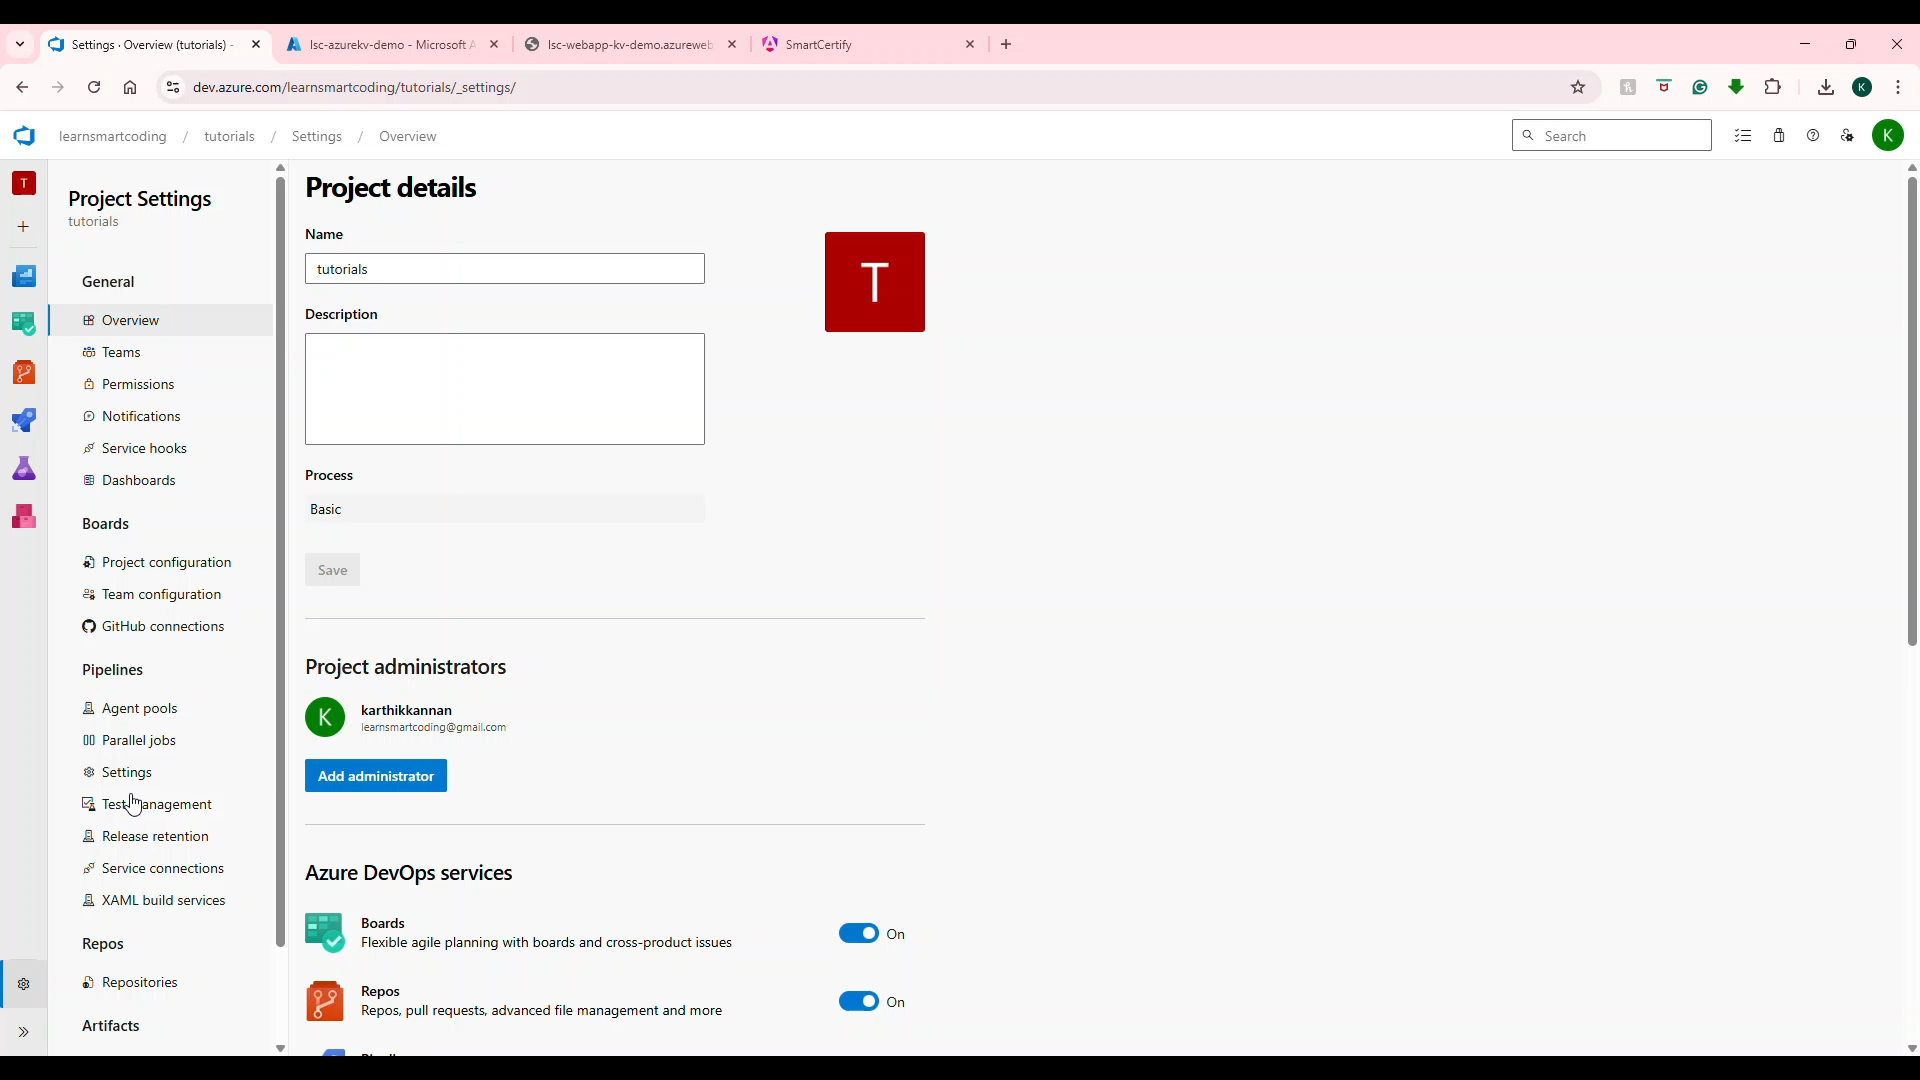 Settings · Overview (tutorials) -
lsc-azurekv-demo - Microsoft A
lsc-webapp-kv-demo.azureweb
SmartCertify
dev.azure.com/learnsmartcoding/tutorials/_settings/
K
learnsmartcoding / tutorials / Settings / Overview
Search
K
T
Project Settings
tutorials
General
Overview
Teams
Permissions
Notifications
Service hooks
Dashboards
Boards
Project configuration
Team configuration
GitHub connections
Pipelines
Agent pools
Parallel jobs
Settings
Test management
Release retention
Service connections
XAML build services
Repos
Repositories
Artifacts
Project details
Name
tutorials
T
Description
Process
Basic
Save
Project administrators
K
karthikkannan
learnsmartcoding@gmail.com
Add administrator
Azure DevOps services
Boards
Flexible agile planning with boards and cross-product issues
On
Repos
Repos, pull requests, advanced file management and more
On